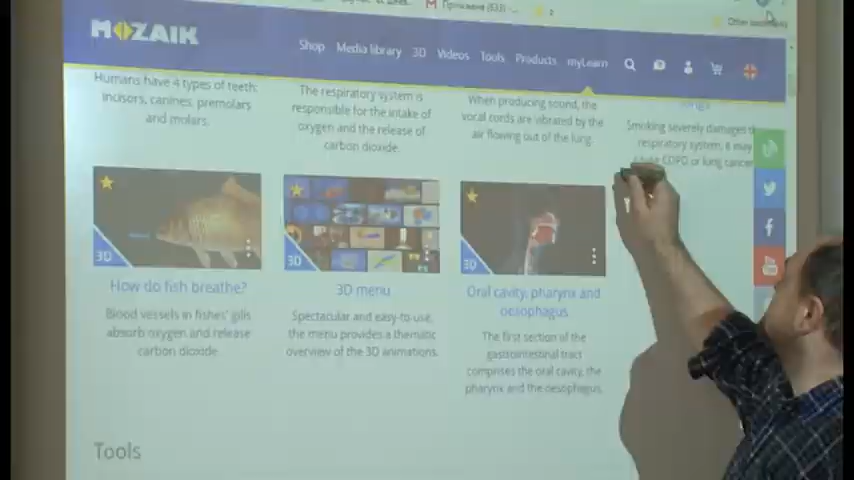 Other bookmarks
MOZAIK
Shop Media library 3D Videos Tools Products myLearn
Humans have 4 types of teeth:
incisors, canines, premolars
and molars.
The respiratory system is
responsible for the intake of
oxygen and the release of
carbon dioxide.
When producing sound, the
vocal cords are vibrated by the
air flowing out of the lung.
Smoking severely damages
respiratory system, it may
COPD or lung cancer
3D
How do fish breathe?
Blood vessels in fishes' gills
absorb oxygen and release
carbon dioxide.
3D
3D menu
Spectacular and easy-to-use,
the menu provides a thematic
overview of the 3D animations.
3D
Oral cavity, pharynx and
oesophagus
The first section of the
gastrointestinal tract
comprises the oral cavity, the
pharynx and the oesophagus.
Tools